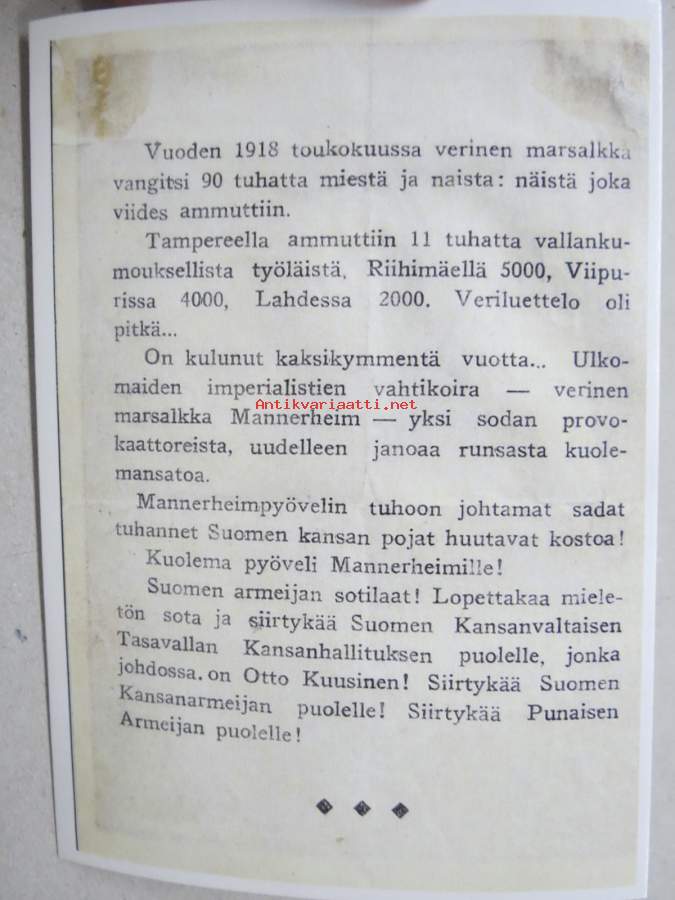 Vuoden 1918 toukokuussa verinen marsalkka
vangitsi 90 tuhatta miestä ja naista: näistä joka
viides ammuttiin.
Tampereella ammuttiin 11 tuhatta vallanku-
mouksellista työläistä, Riihimäellä 5000, Viipu-
rissa 4000, Lahdessa 2000. Veriluettelo oli
pitkä...
On kulunut kaksikymmentä vuotta... Ulko-
maiden imperialistien vahtikoira — verinen
Antikvariaatti.net
marsalkka Mannerheim — yksi sodan provo-
kaattoreista, uudelleen janoaa runsasta kuole-
mansatoa.
Mannerheimpyövelin tuhoon johtamat sadat
tuhannet Suomen kansan pojat huutavat kostoa!
Kuolema pyöveli Mannerheimille!
Suomen armeijan sotilaat! Lopettakaa miele-
tön sota ja siirtykää Suomen Kansanvaltaisen
Tasavallan Kansanhallituksen puolelle, jonka
johdossa. on Otto Kuusinen! Siirtykää Suomen
Kansanarmeijan puolelle! Siirtykää Punaisen
Armeijan puolelle!